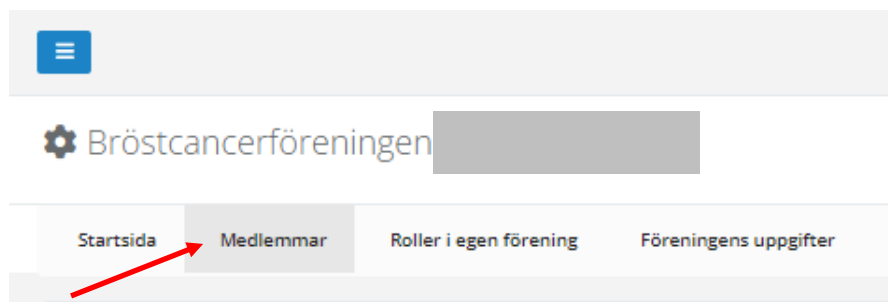 Bröstcancerföreningen
Startsida Medlemmar Roller i egen förening Föreningens uppgifter